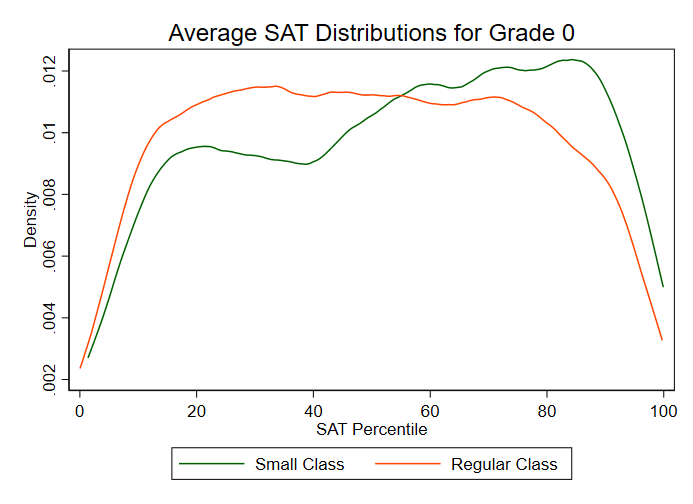 Average SAT Distributions for Grade 0
.012
.01
.008
.006
.004
.002
Density
0 20 40 60 80 100
SAT Percentile
Small Class Regular Class